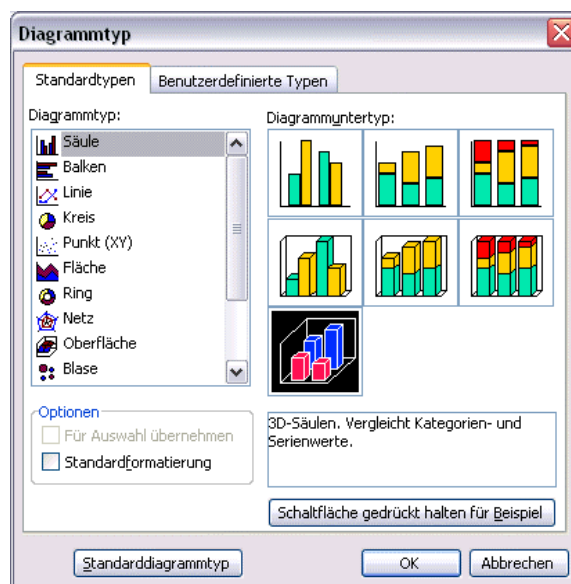 Diagrammtyp
Standardtypen
Benutzerdefinierte Typen
Diagrammtyp:
Säule
Balken
Linie
Kreis
Punkt (XY)
Fläche
Ring
Netz
Oberfläche
Blase
Diagrammuntertyp:
Optionen
Für Auswahl übernehmen
Standardformatierung
3D-Säulen. Vergleicht Kategorien- und
Serienwerte.
Schaltfläche gedrückt halten für Beispiel
Standarddiagrammtyp
OK
Abbrechen